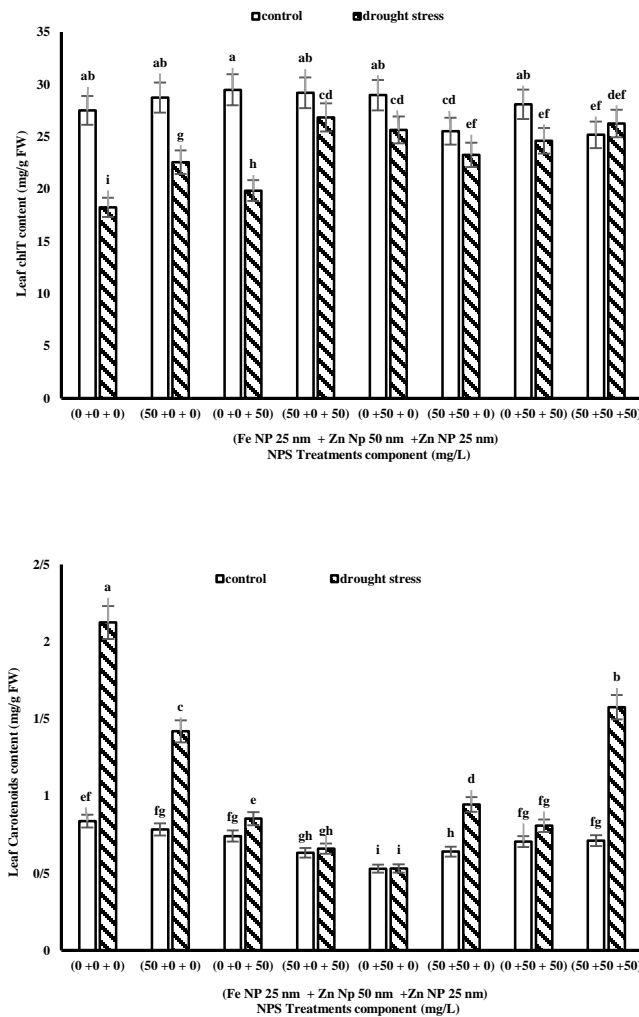 control drought stress
35
30
25
20
15
10
5
0
Leaf chlT content (mg/g FW)
ab ab a ab ab cd ab ef
i g h cd cd ef ef def
(0 +0 + 0) (50 +0 + 0) (0 +0 + 50) (50 +0 + 50) (0 +50 + 0) (50 +50 + 0) (0 +50 + 50) (50 +50 +50)
(Fe NP 25 nm + Zn Np 50 nm +Zn NP 25 nm)
NPS Treatments component (mg/L)
control drought stress
2/5
2
1/5
1
0/5
0
Leaf Carotenoids content (mg/g FW)
ef fg fg gh i h fg fg
a c e gh i d fg b
(0 +0 + 0) (50 +0 + 0) (0 +0 + 50) (50 +0 + 50) (0 +50 + 0) (50 +50 + 0) (0 +50 + 50) (50 +50 +50)
(Fe NP 25 nm + Zn Np 50 nm +Zn NP 25 nm)
NPS Treatments component (mg/L)